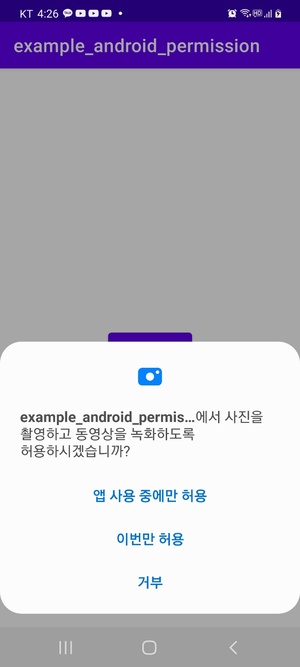 KT 4:26
example_android_permission
example_android_permis...에서 사진을
촬영하고 동영상을 녹화하도록
허용하시겠습니까?
앱 사용 중에만 허용
이번만 허용
거부